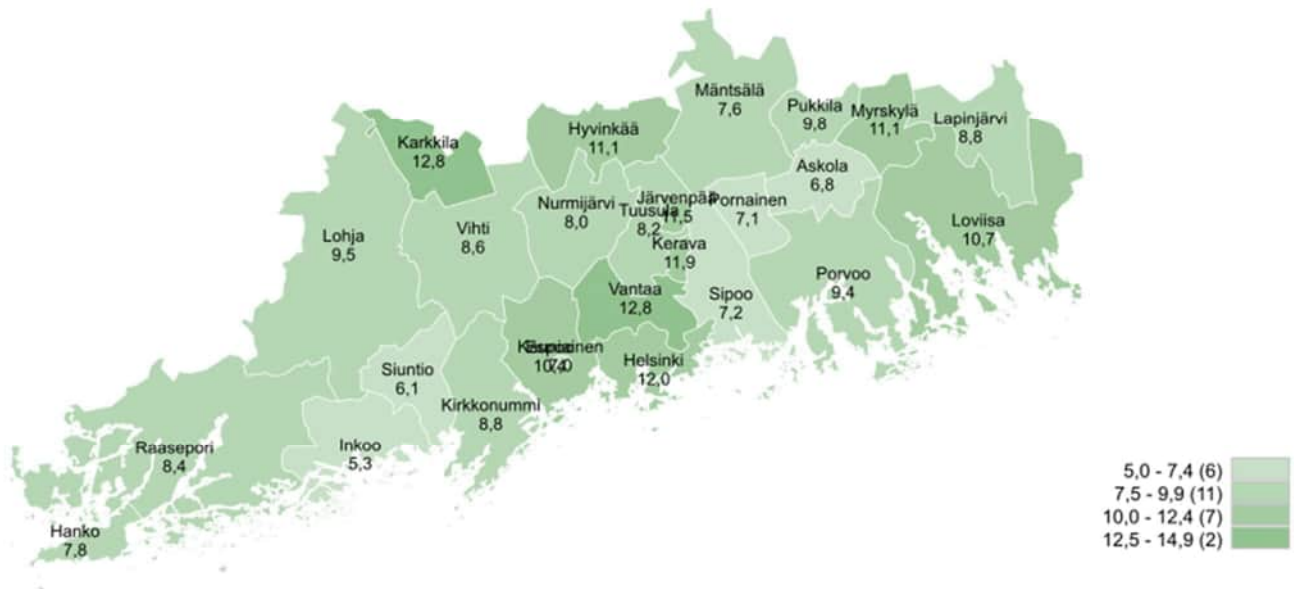 Mäntsälä
7,6
Pukkila
9,8
Myrskylä
11,1
Lapinjärvi
8,8
Karkkila
12,8
Hyvinkää
11,1
Askola
6,8
Järvenpää
11,5
Pornainen
7,1
Nurmijärvi
8,0
Tuusula
8,2
Loviisa
10,7
Lohja
9,5
Vihti
8,6
Kerava
11,9
Porvoo
9,4
Vantaa
12,8
Sipoo
7,2
Helsinki
12,0
Siuntio
6,1
Kirkkonummi
8,8
Raasepori
8,4
Inkoo
5,3
Hanko
7,8
5,0 - 7,4 (6)
7,5 - 9,9 (11)
10,0 - 12,4 (7)
12,5 - 14,9 (2)